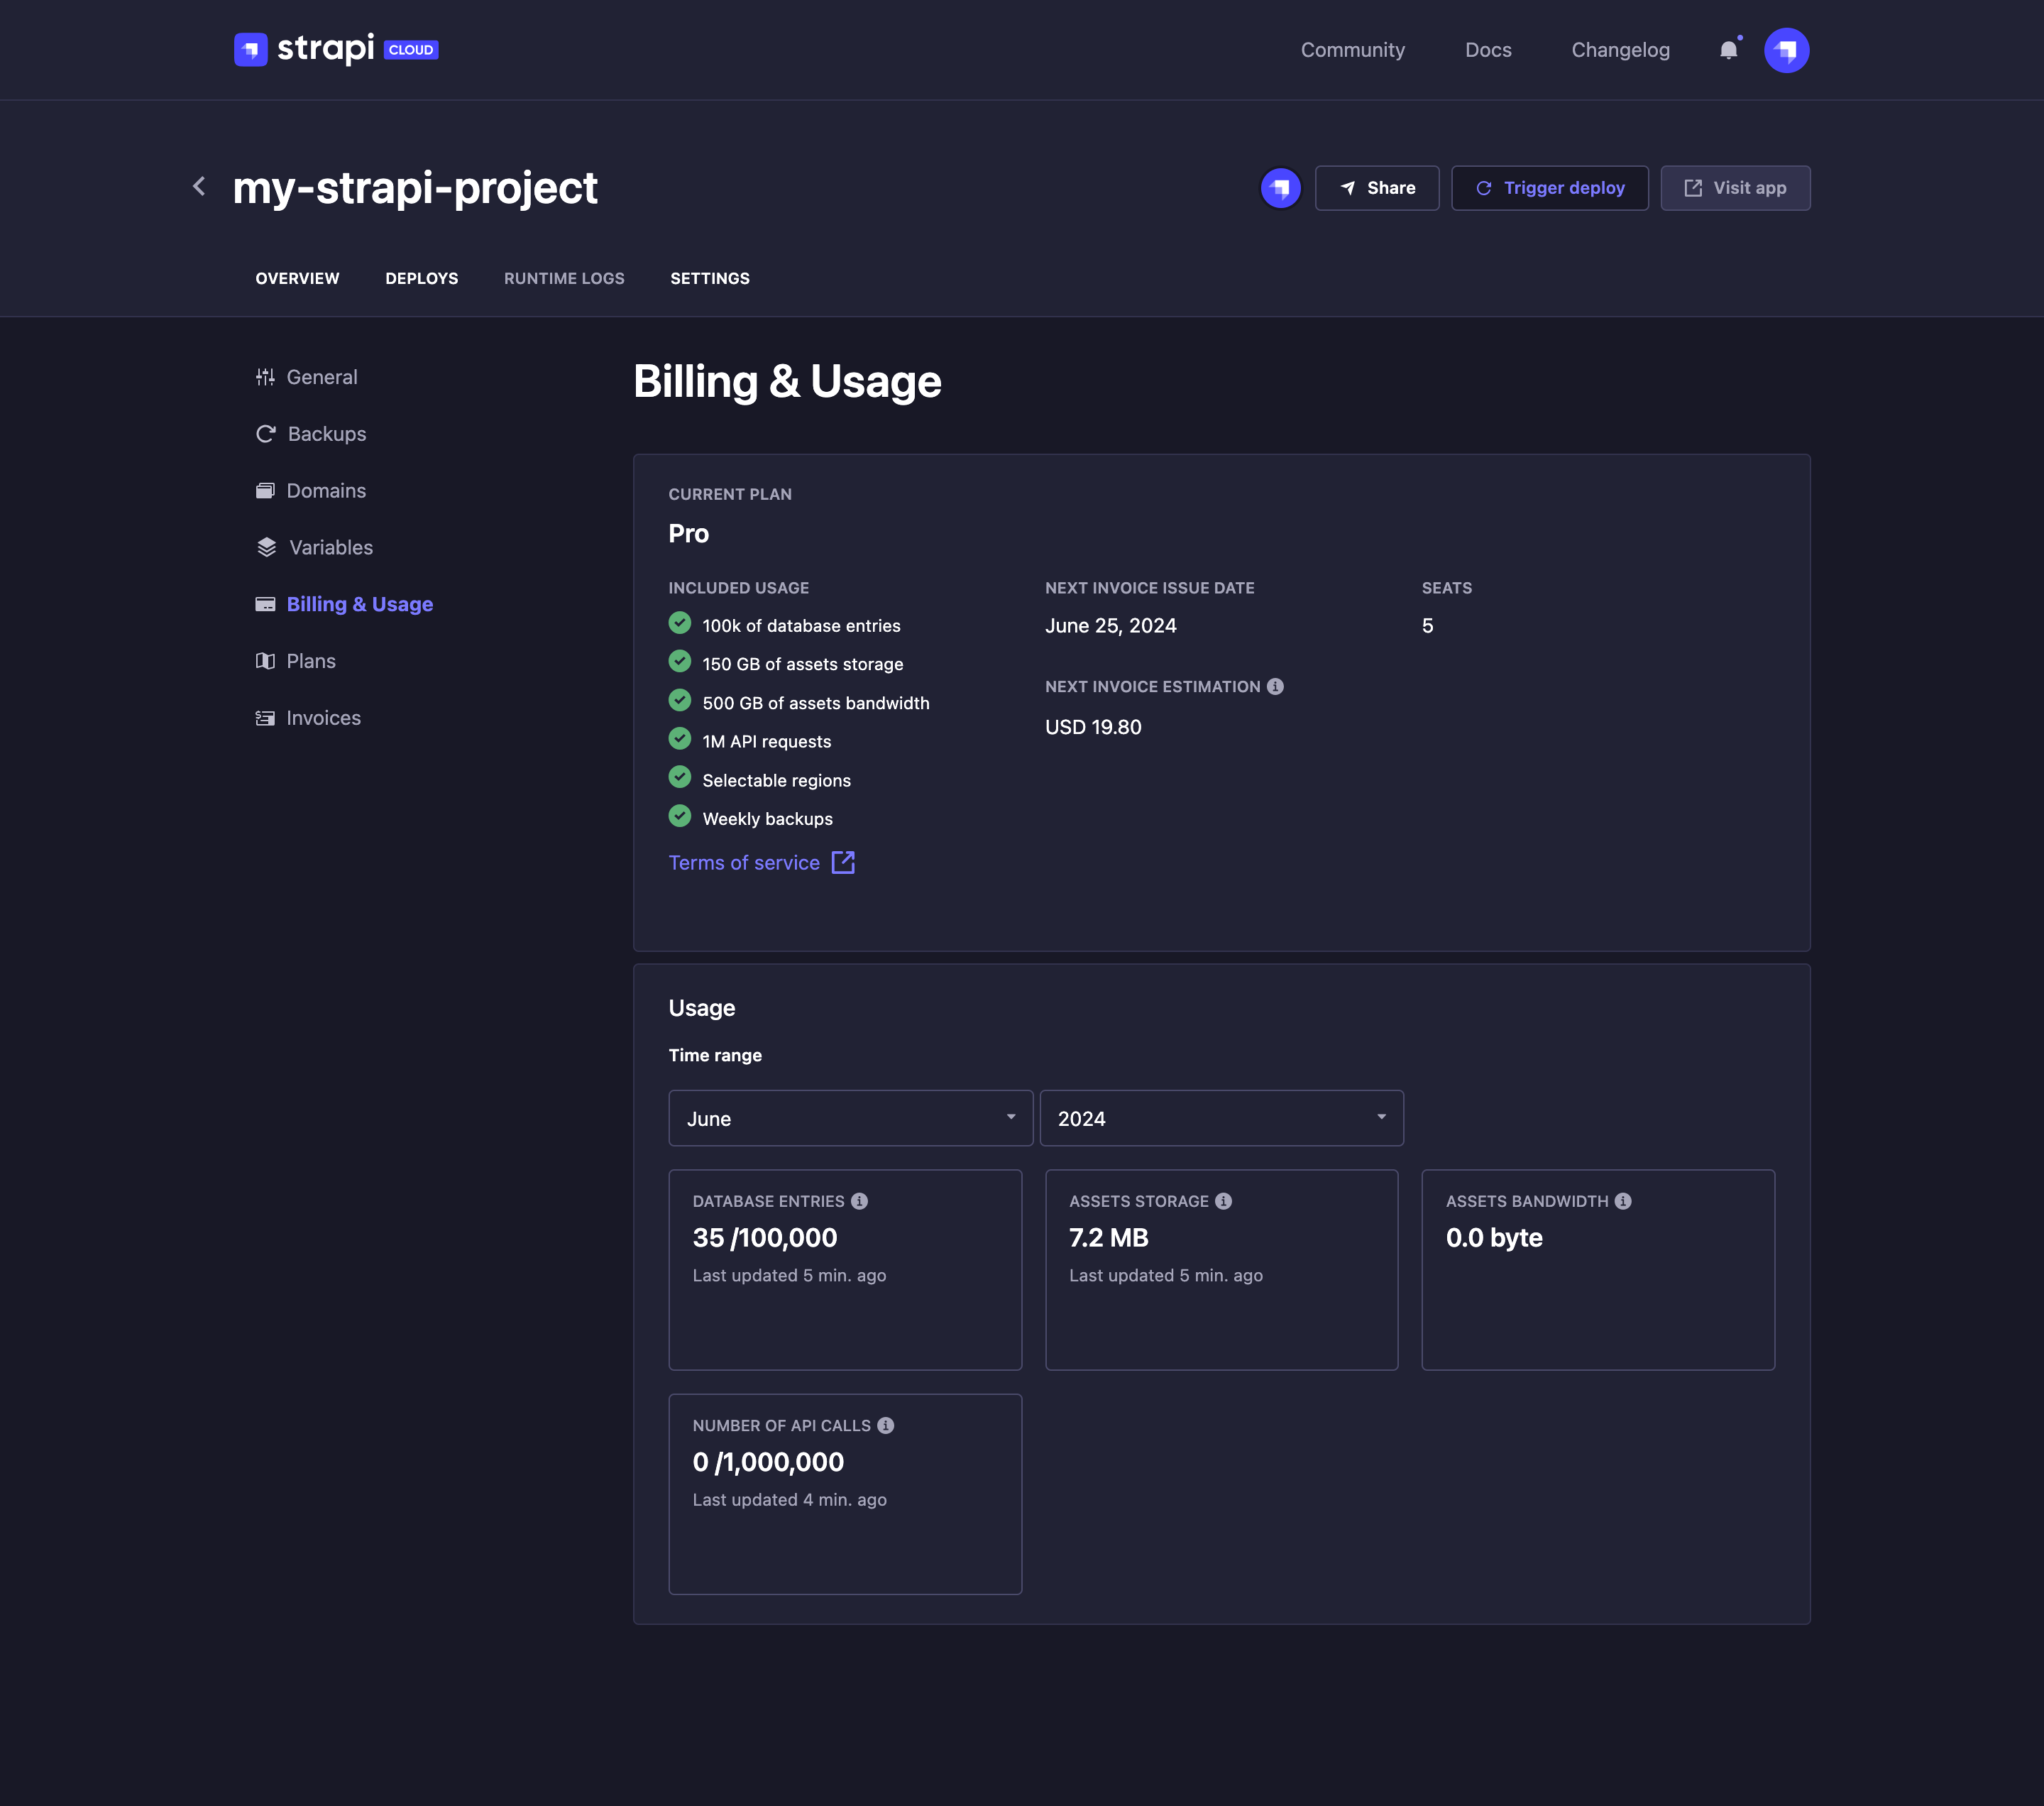 strapi CLOUD
Community Docs Changelog
my-strapi-project
Share Trigger deploy Visit app
OVERVIEW DEPLOYS RUNTIME LOGS SETTINGS
General
Backups
Domains
Variables
Billing & Usage
Plans
Invoices
Billing & Usage
CURRENT PLAN
Pro
INCLUDED USAGE
100k of database entries
150 GB of assets storage
500 GB of assets bandwidth
1M API requests
Selectable regions
Weekly backups
Terms of service
NEXT INVOICE ISSUE DATE
June 25, 2024
NEXT INVOICE ESTIMATION
USD 19.80
SEATS
5
Usage
Time range
June 2024
DATABASE ENTRIES
35 /100,000
Last updated 5 min. ago
ASSETS STORAGE
7.2 MB
Last updated 5 min. ago
ASSETS BANDWIDTH
0.0 byte
NUMBER OF API CALLS
0 /1,000,000
Last updated 4 min. ago